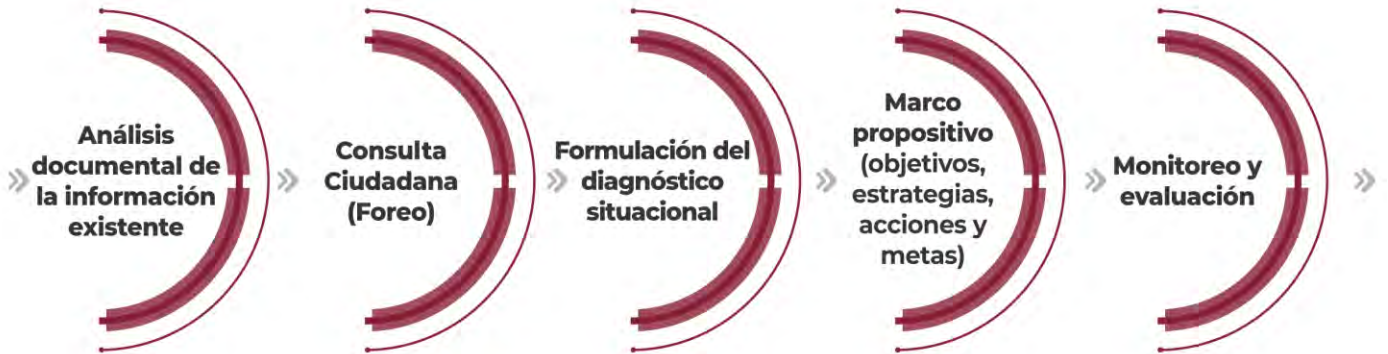 Análisis
documental de
la información
existente
Consulta
Ciudadana
(Foreo)
Formulación del
diagnóstico
situacional
Marco
propositivo
(objetivos,
estrategias,
acciones y
metas)
Monitoreo y
evaluación